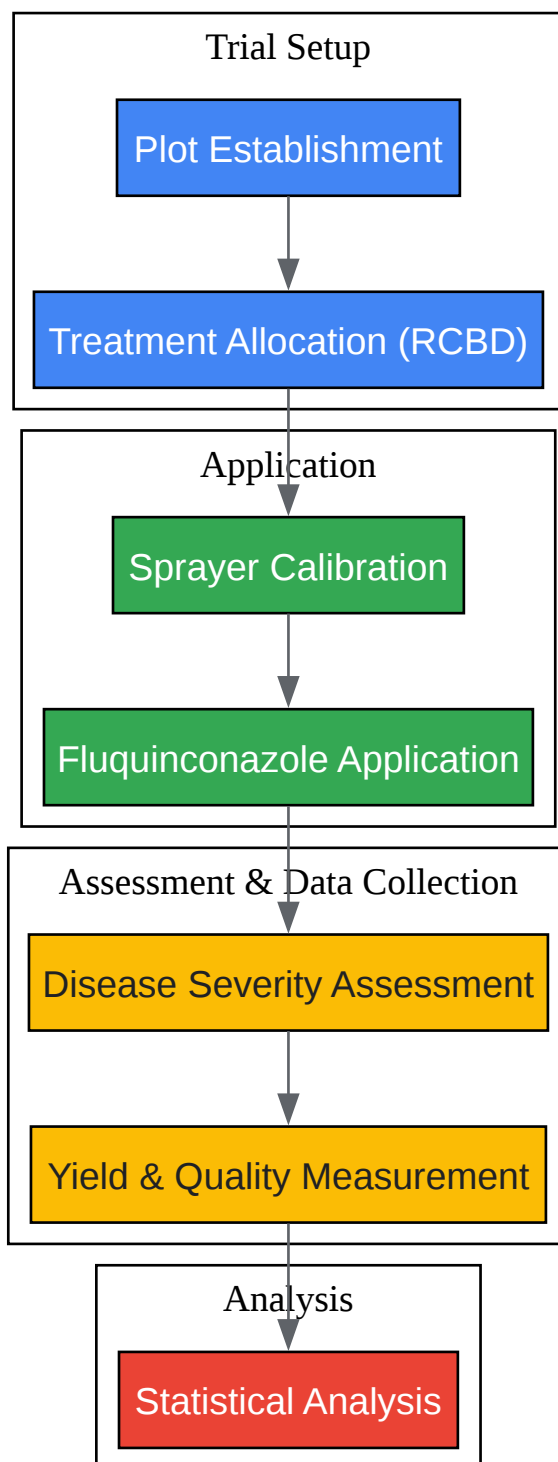 Trial Setup
Plot Establishment
Treatment Allocation (RCBD)
Application
Sprayer Calibration
Fluquinconazole Application
Assessment & Data Collection
Disease Severity Assessment
Yield & Quality Measurement
Analysis
Statistical Analysis